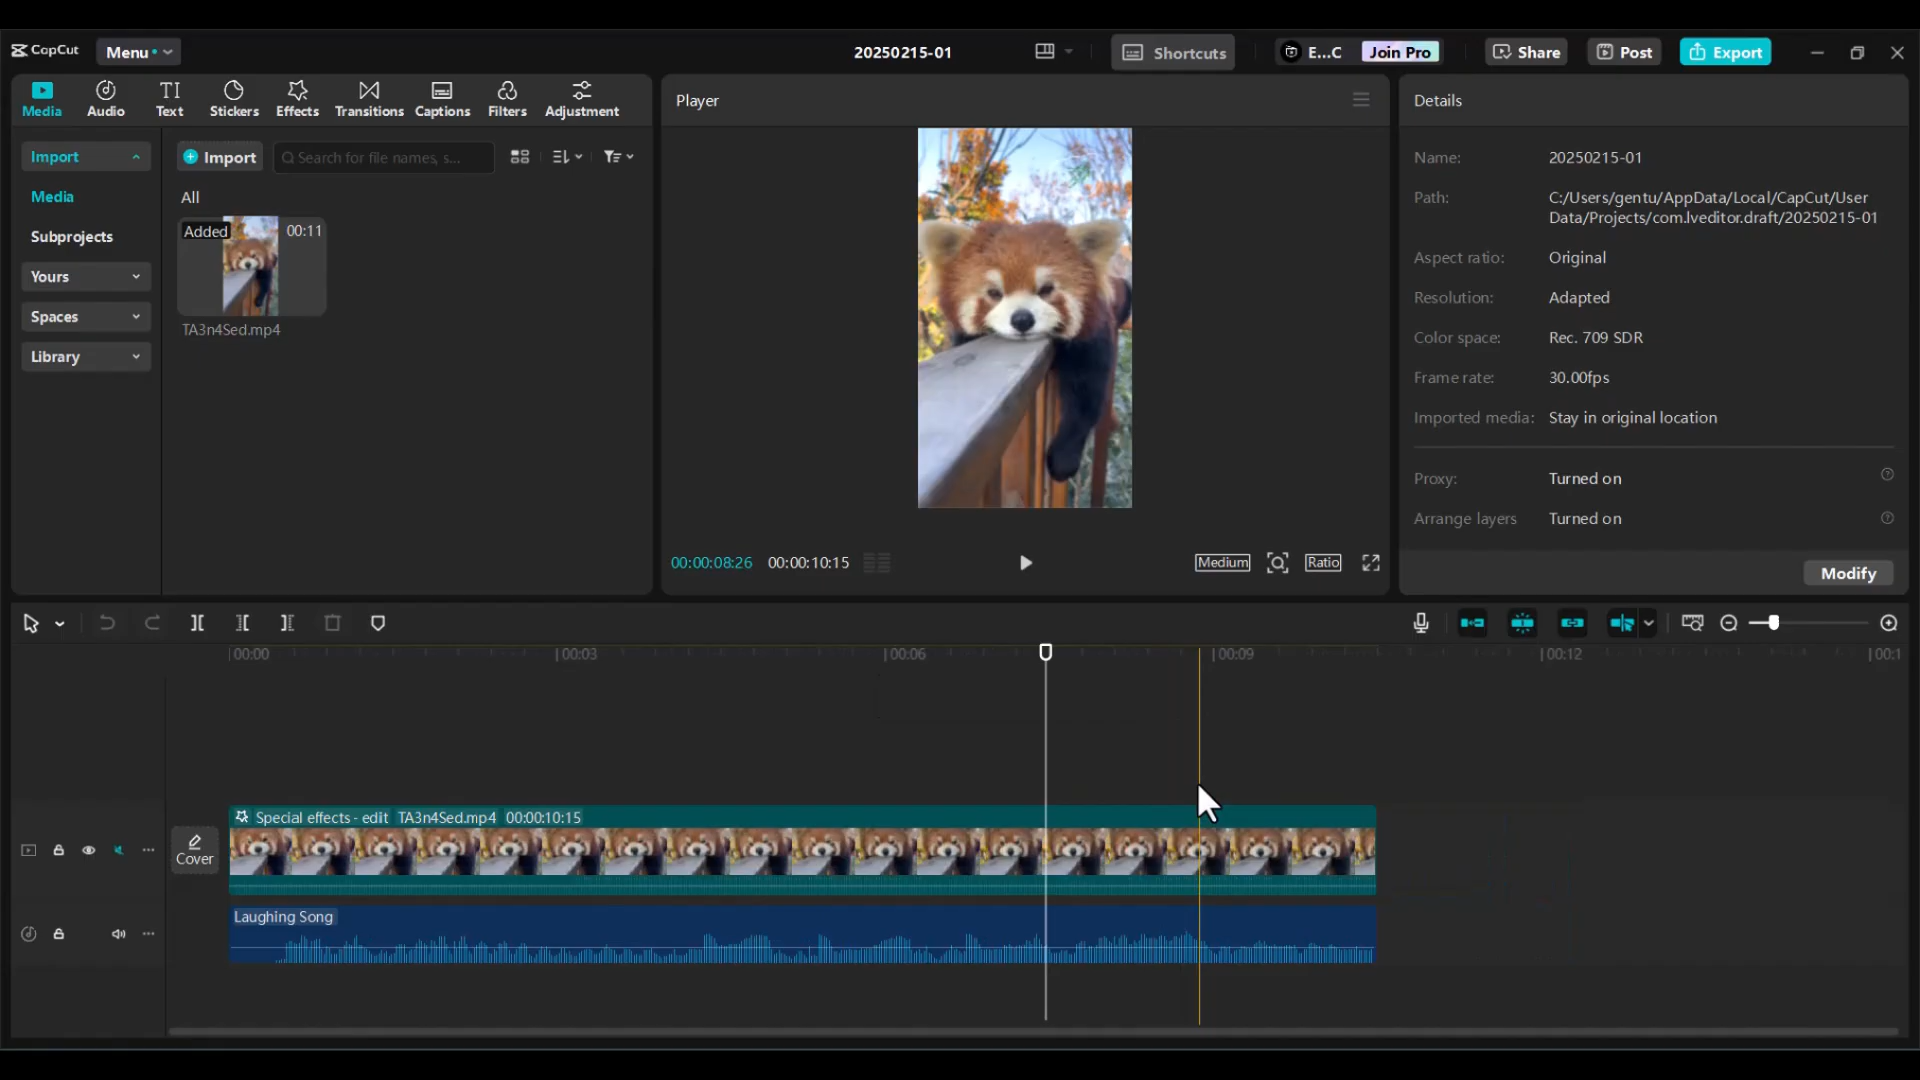 CapCut
Menu
20250215-01
Shortcuts
E...C
Join Pro
Share
Post
Export
Media
Audio
Text
Stickers
Effects
Transitions
Captions
Filters
Adjustment
Import
Media
Subprojects
Yours
Spaces
Library
Import
Search for file names, s...
All
Added
00:11
TA3n4Sed.mp4
Player
00:00:08:26
00:00:10:15
Medium
Ratio
Details
Name: 20250215-01
Path: C:/Users/gentu/AppData/Local/CapCut/User
Data/Projects/com.lveditor.draft/20250215-01
Aspect ratio: Original
Resolution: Adapted
Color space: Rec. 709 SDR
Frame rate: 30.00fps
Imported media: Stay in original location
Proxy: Turned on
Arrange layers Turned on
Modify
00:00
00:03
00:06
00:09
00:12
00:1
Cover
Special effects - edit TA3n4Sed.mp4 00:00:10:15
Laughing Song